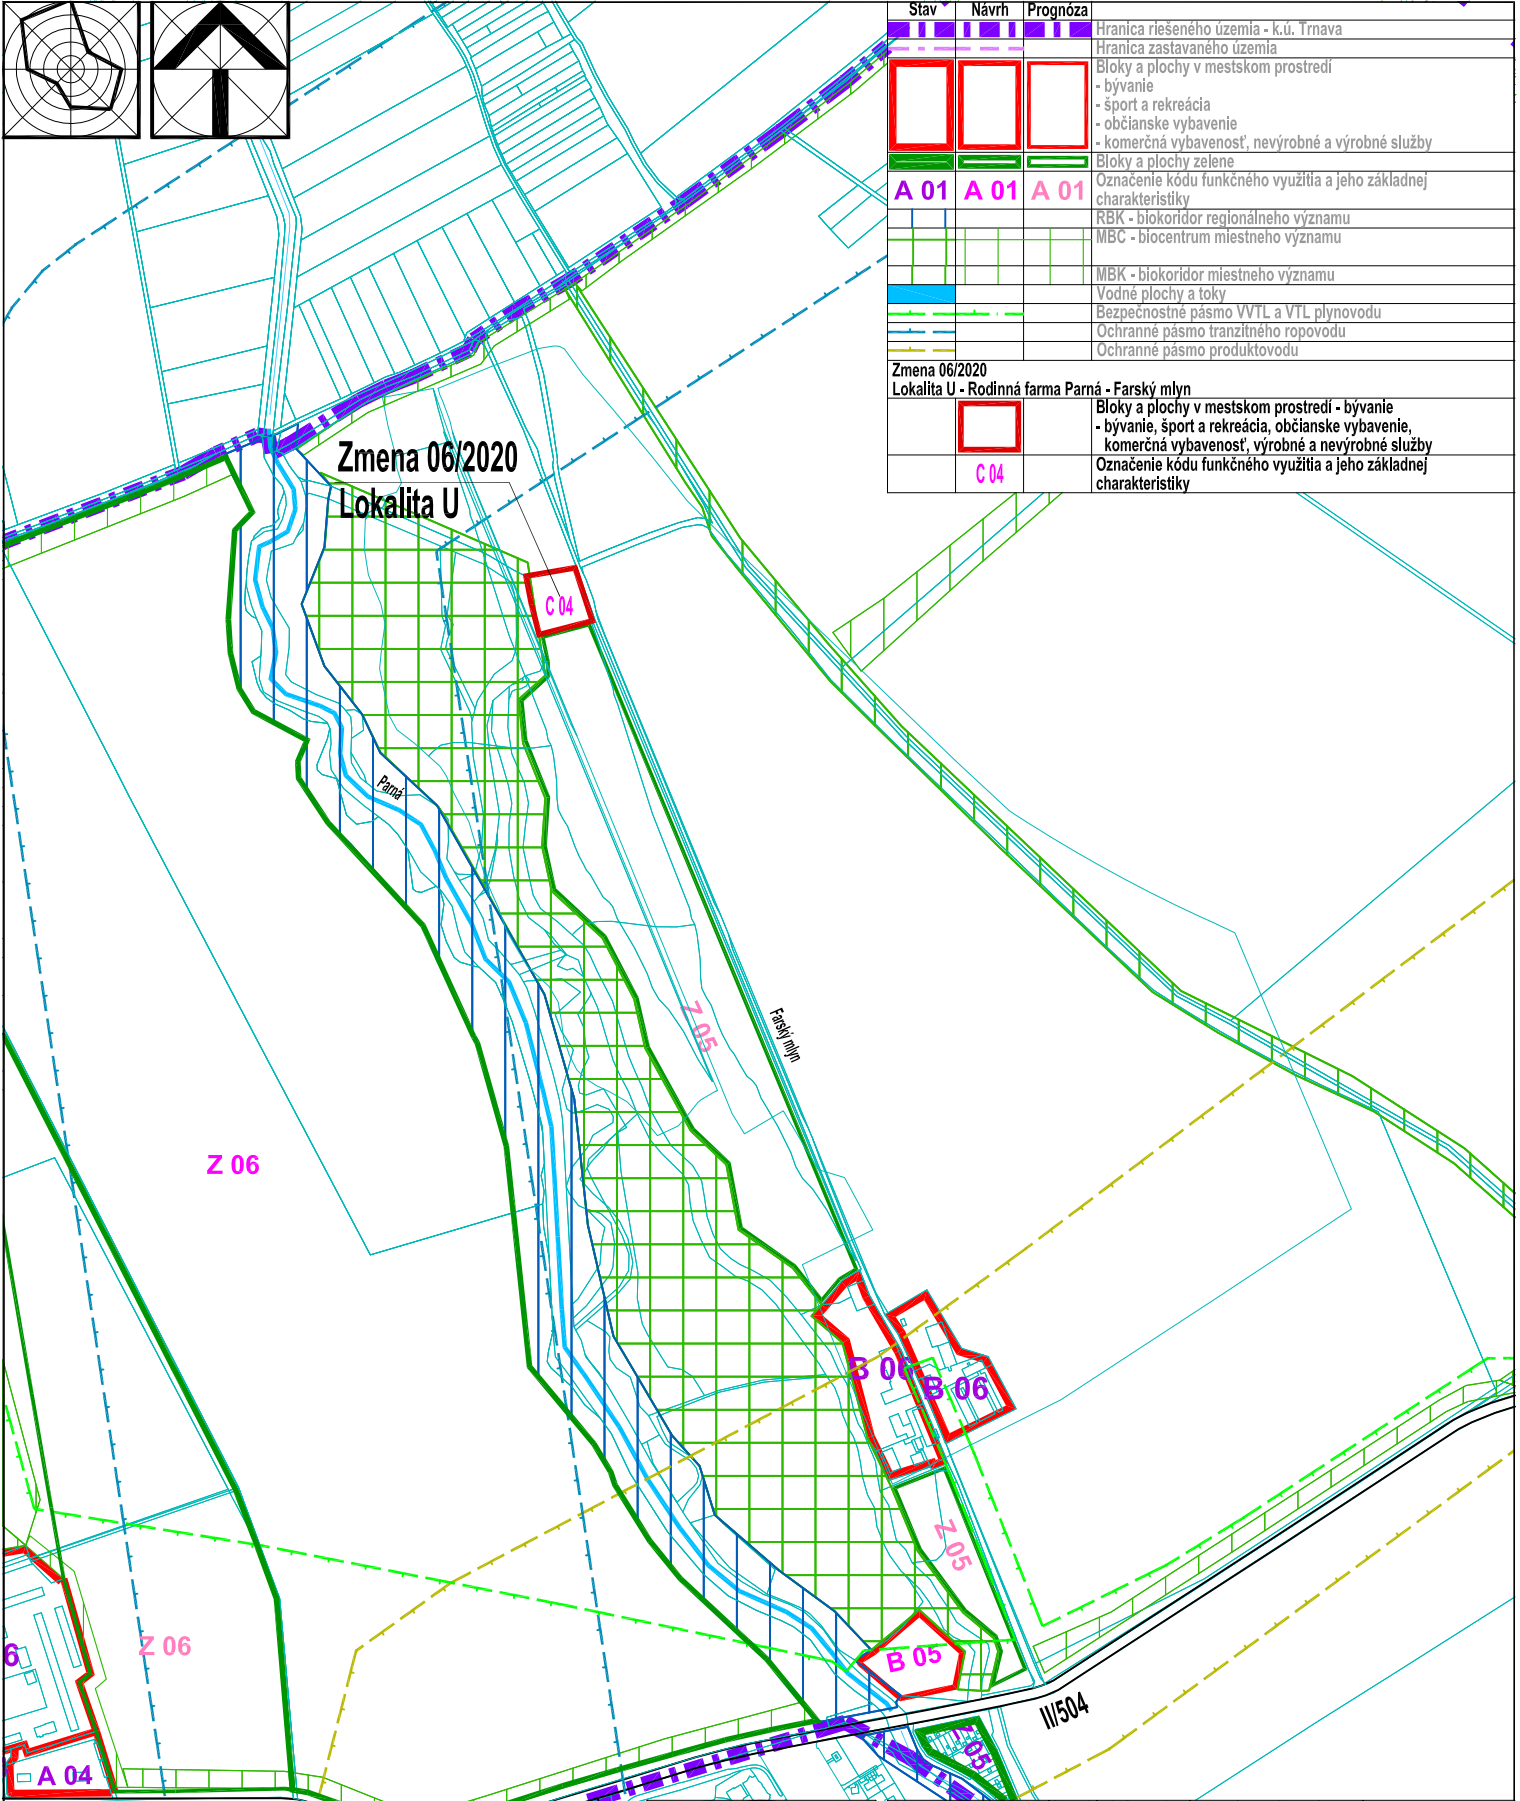 Stav Návrh Prognóza
Hranica riešeného územia - k.ú. Trnava
Hranica zastavaného územia
Bloky a plochy v mestskom prostredí
- bývanie
- šport a rekreácia
- občianske vybavenie
- komerčná vybavenosť, nevýrobné a výrobné služby
Bloky a plochy zelene
A 01 A 01 A 01 Označenie kódu funkčného využitia a jeho základnej
charakteristiky
RBK - biokoridor regionálneho významu
MBC - biocentrum miestneho významu
MBK - biokoridor miestneho významu
Vodné plochy a toky
Bezpečnostné pásmo VVTL a VTL plynovodu
Ochranné pásmo tranzitného ropovodu
Ochranné pásmo produktovodu
Zmena 06/2020
Lokalita U - Rodinná farma Parná - Farský mlyn
Bloky a plochy v mestskom prostredí - bývanie
- bývanie, šport a rekreácia, občianske vybavenie,
komerčná vybavenosť, výrobné a nevýrobné služby
C 04 Označenie kódu funkčného využitia a jeho základnej
charakteristiky
Zmena 06/2020
Lokalita U
C 04
Parná
Z 05
Farský mlyn
Z 06
B 06
B 06
Z 05
Z 06
6
B 05
II/504
Z 05
A 04